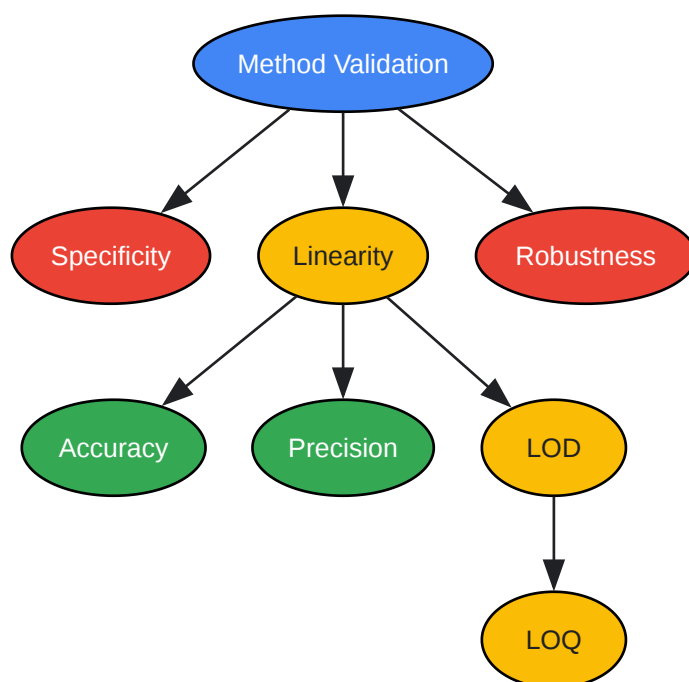 Method Validation
Specificity
Linearity
Robustness
Accuracy
Precision
LOD
LOQ